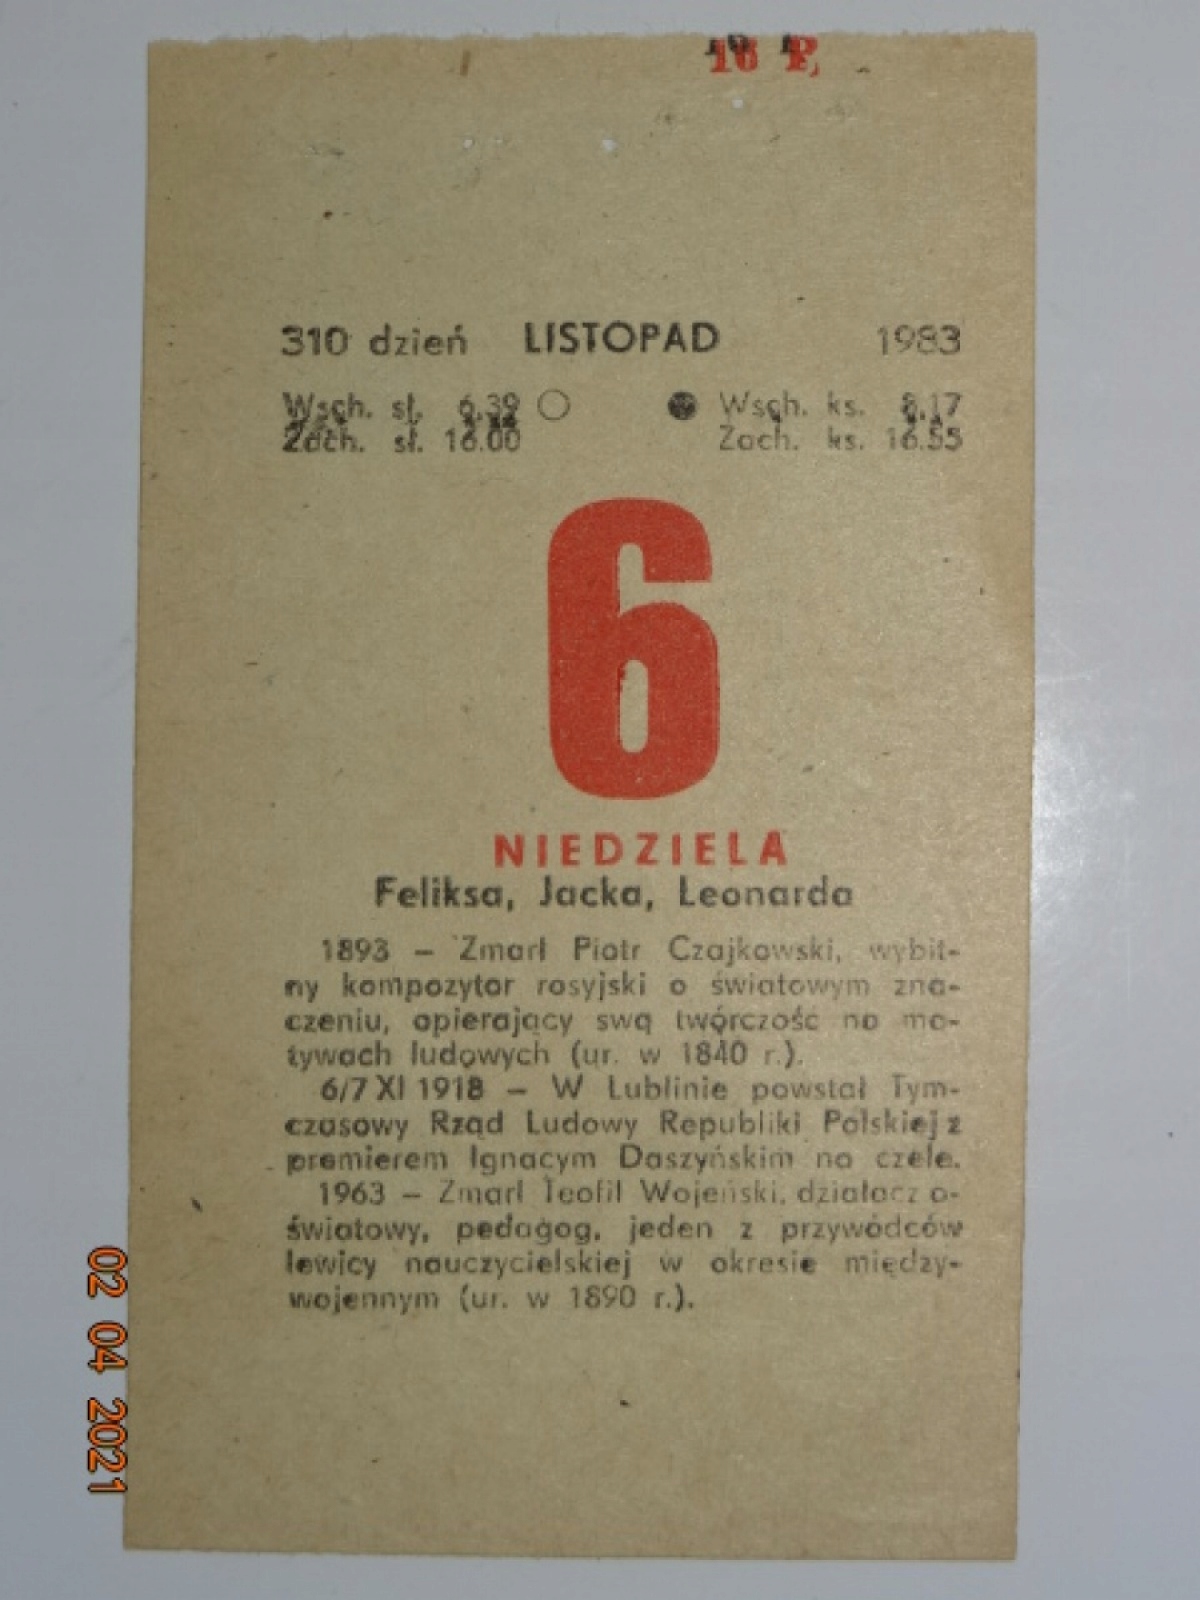 310 dzień LISTOPAD 1983
Wsch. sł. 6.39 Wsch. ks. 8.17
Zach. sł. 16.00 Zach. ks. 16.55
6
NIEDZIELA
Feliksa, Jacka, Leonarda
1893 – Zmarł Piotr Czajkowski, wybit-
ny kompozytor rosyjski o światowym zna-
czeniu, opierający swą twórczość na mo-
tywach ludowych (ur. w 1840 r.).
6/7 XI 1918 – W Lublinie powstał Tym-
czasowy Rząd Ludowy Republiki Polskiej z
premierem Ignacym Daszyńskim na czele.
1963 – Zmarł Teofil Wojeński, działacz o-
światowy, pedagog, jeden z przywódców
lewicy nauczycielskiej w okresie między-
wojennym (ur. w 1890 r.).
02 04 2021